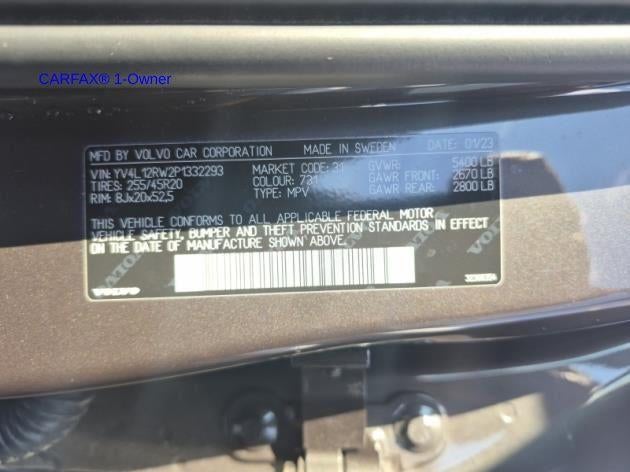 CARFAX® 1-Owner
MFD BY VOLVO CAR CORPORATION MADE IN SWEDEN DATE: 01/23
VIN: YV4L12RW2P1332293 MARKET CODE: 31 GVWR: 5400 LB
TIRES: 255/45R20 COLOUR: 731 GAWR FRONT: 2670 LB
RIM: 8Jx20x52,5 TYPE: MPV GAWR REAR: 2800 LB
THIS VEHICLE CONFORMS TO ALL APPLICABLE FEDERAL MOTOR
VEHICLE SAFETY, BUMPER AND THEFT PREVENTION STANDARDS IN EFFECT
ON THE DATE OF MANUFACTURE SHOWN ABOVE.
VOLVO